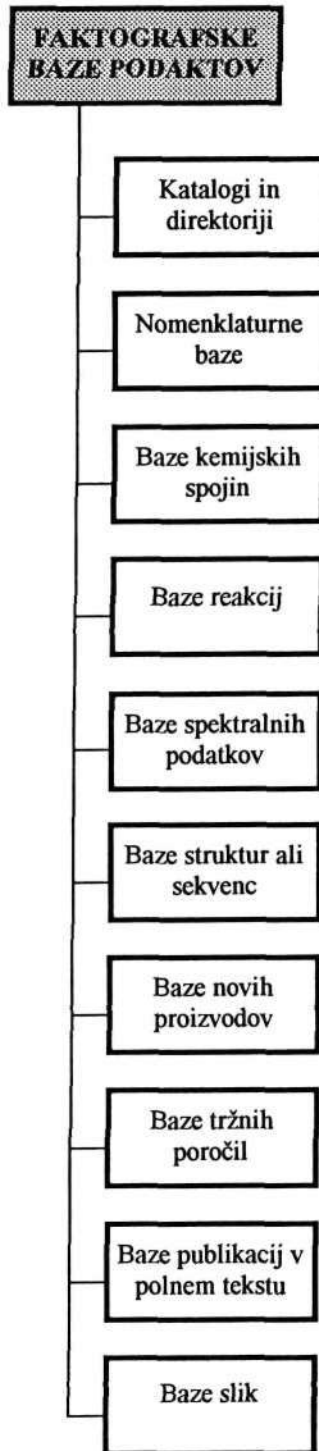 FAKTOGRAFSKE
BAZE PODAKTOV
Katalogi in
direktoriji
Nomenklaturne
baze
Baze kemijskih
spojin
Baze reakcij
Baze spektralnih
podatkov
Baze struktur ali
sekvenc
Baze novih
proizvodov
Baze tržnih
poročil
Baze publikacij v
polnem tekstu
Baze slik